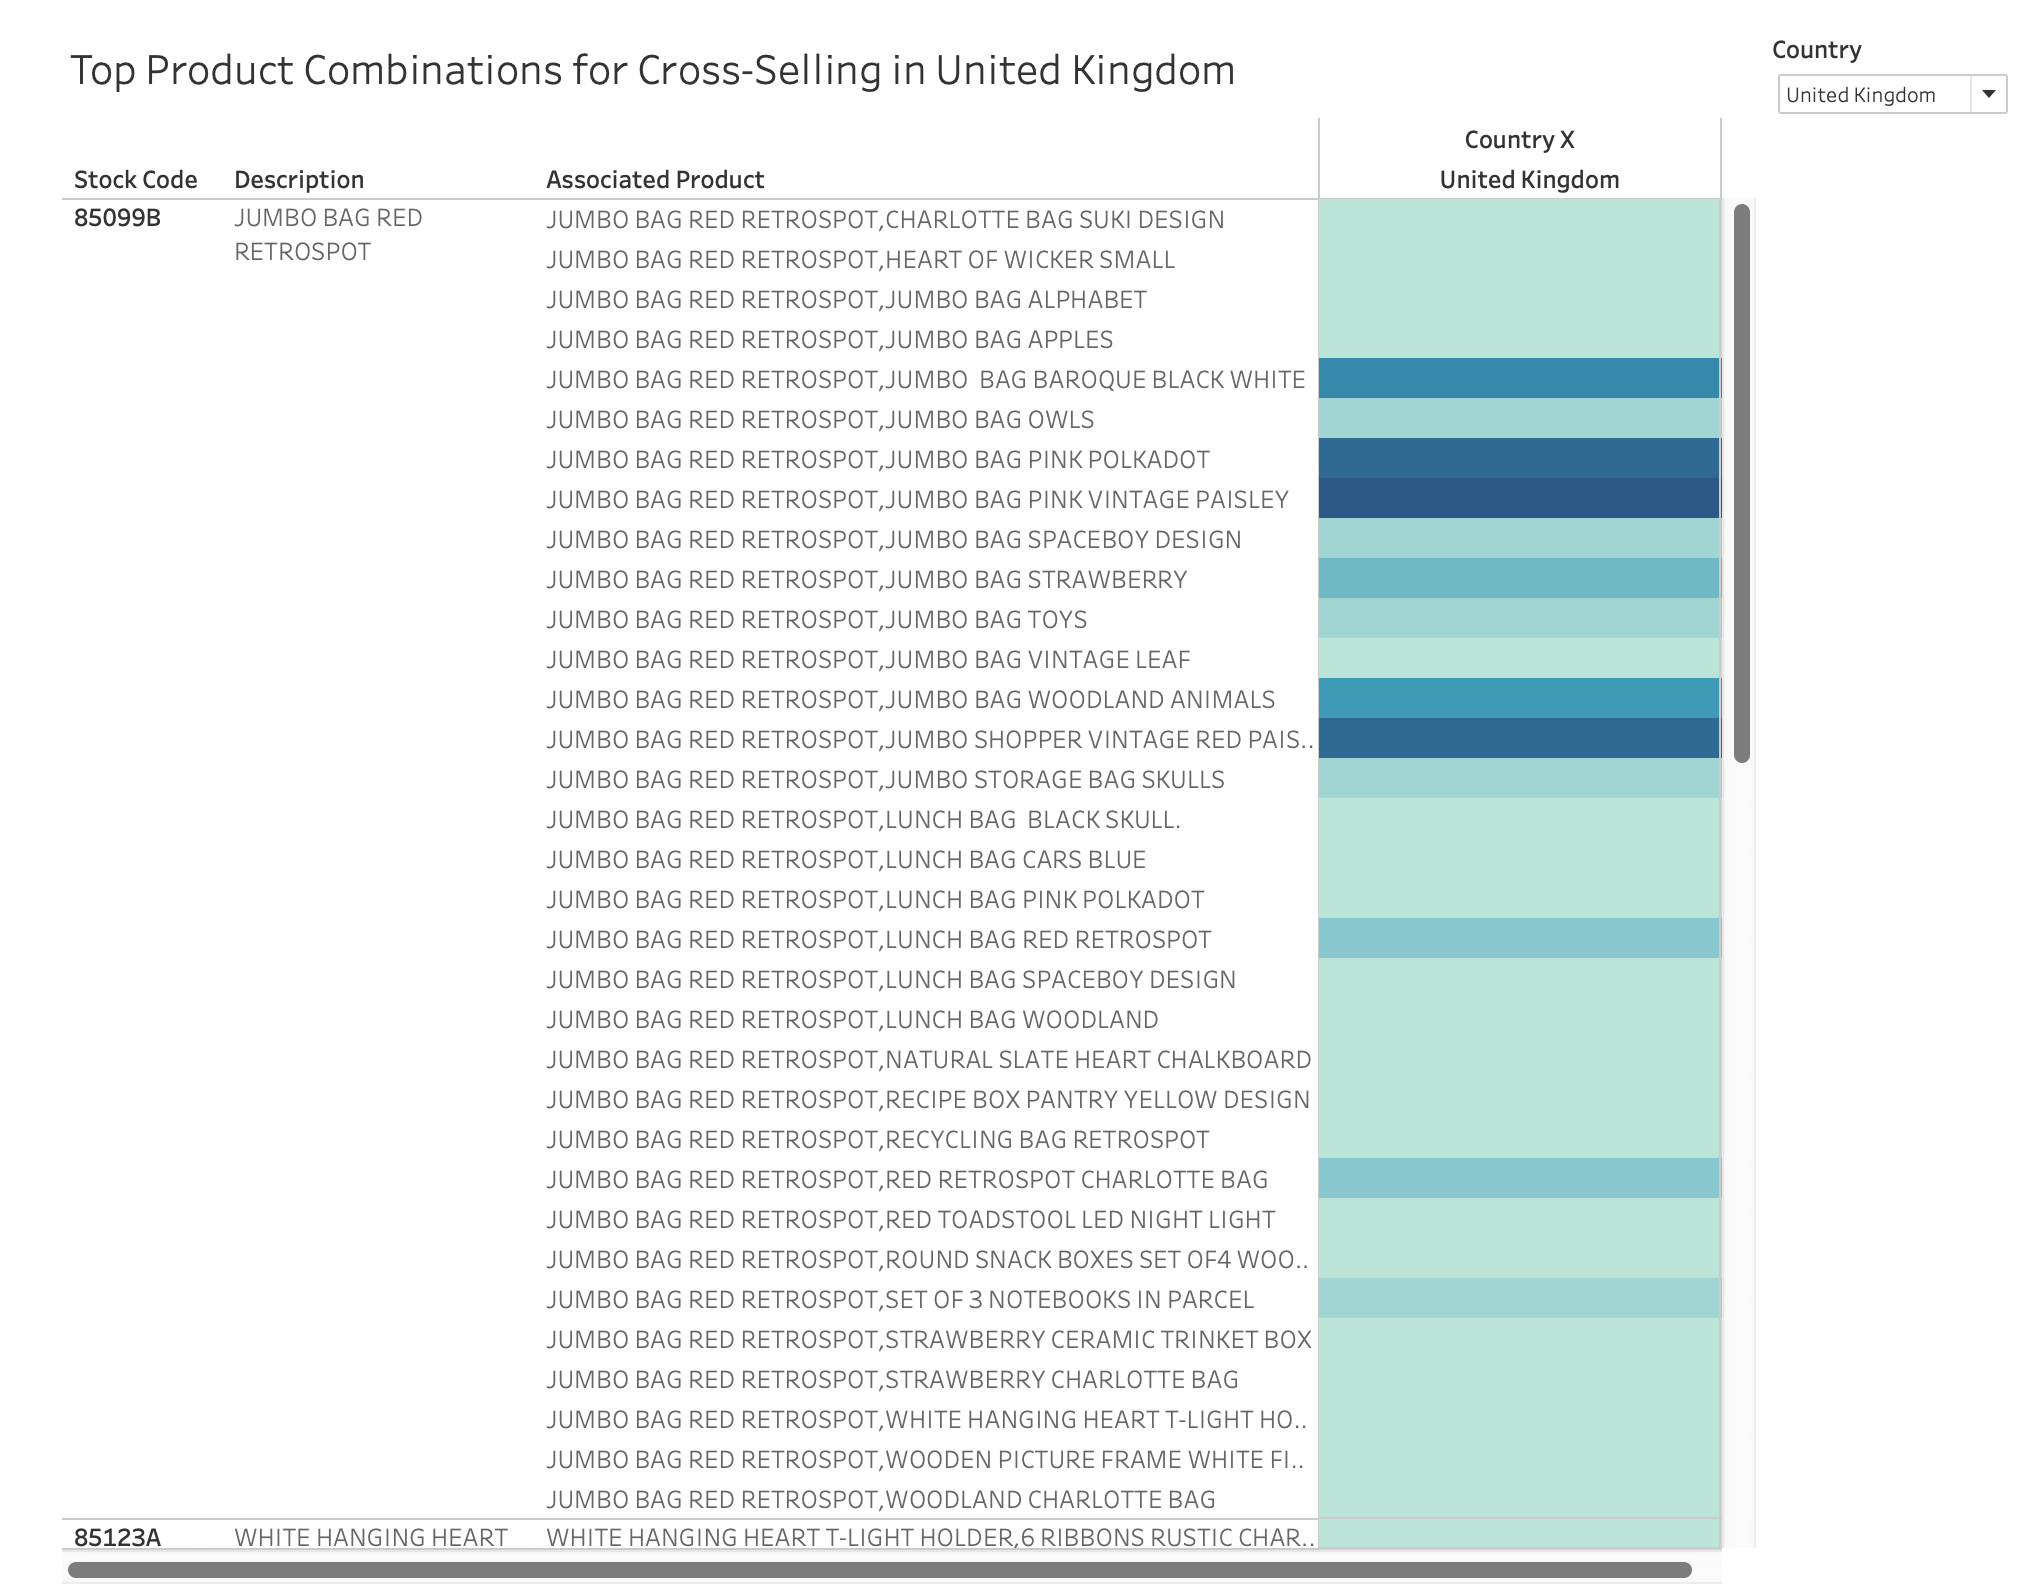 Top Product Combinations for Cross-Selling in United Kingdom
Country
United Kingdom
Country X
Stock Code Description Associated Product United Kingdom
85099B JUMBO BAG RED JUMBO BAG RED RETROSPOT,CHARLOTTE BAG SUKI DESIGN
RETROSPOT JUMBO BAG RED RETROSPOT,HEART OF WICKER SMALL
JUMBO BAG RED RETROSPOT,JUMBO BAG ALPHABET
JUMBO BAG RED RETROSPOT,JUMBO BAG APPLES
JUMBO BAG RED RETROSPOT,JUMBO  BAG BAROQUE BLACK WHITE
JUMBO BAG RED RETROSPOT,JUMBO BAG OWLS
JUMBO BAG RED RETROSPOT,JUMBO BAG PINK POLKADOT
JUMBO BAG RED RETROSPOT,JUMBO BAG PINK VINTAGE PAISLEY
JUMBO BAG RED RETROSPOT,JUMBO BAG SPACEBOY DESIGN
JUMBO BAG RED RETROSPOT,JUMBO BAG STRAWBERRY
JUMBO BAG RED RETROSPOT,JUMBO BAG TOYS
JUMBO BAG RED RETROSPOT,JUMBO BAG VINTAGE LEAF
JUMBO BAG RED RETROSPOT,JUMBO BAG WOODLAND ANIMALS
JUMBO BAG RED RETROSPOT,JUMBO SHOPPER VINTAGE RED PAIS..
JUMBO BAG RED RETROSPOT,JUMBO STORAGE BAG SKULLS
JUMBO BAG RED RETROSPOT,LUNCH BAG  BLACK SKULL.
JUMBO BAG RED RETROSPOT,LUNCH BAG CARS BLUE
JUMBO BAG RED RETROSPOT,LUNCH BAG PINK POLKADOT
JUMBO BAG RED RETROSPOT,LUNCH BAG RED RETROSPOT
JUMBO BAG RED RETROSPOT,LUNCH BAG SPACEBOY DESIGN
JUMBO BAG RED RETROSPOT,LUNCH BAG WOODLAND
JUMBO BAG RED RETROSPOT,NATURAL SLATE HEART CHALKBOARD
JUMBO BAG RED RETROSPOT,RECIPE BOX PANTRY YELLOW DESIGN
JUMBO BAG RED RETROSPOT,RECYCLING BAG RETROSPOT
JUMBO BAG RED RETROSPOT,RED RETROSPOT CHARLOTTE BAG
JUMBO BAG RED RETROSPOT,RED TOADSTOOL LED NIGHT LIGHT
JUMBO BAG RED RETROSPOT,ROUND SNACK BOXES SET OF4 WOO..
JUMBO BAG RED RETROSPOT,SET OF 3 NOTEBOOKS IN PARCEL
JUMBO BAG RED RETROSPOT,STRAWBERRY CERAMIC TRINKET BOX
JUMBO BAG RED RETROSPOT,STRAWBERRY CHARLOTTE BAG
JUMBO BAG RED RETROSPOT,WHITE HANGING HEART T-LIGHT HO..
JUMBO BAG RED RETROSPOT,WOODEN PICTURE FRAME WHITE FI..
JUMBO BAG RED RETROSPOT,WOODLAND CHARLOTTE BAG
85123A WHITE HANGING HEART WHITE HANGING HEART T-LIGHT HOLDER,6 RIBBONS RUSTIC CHAR..